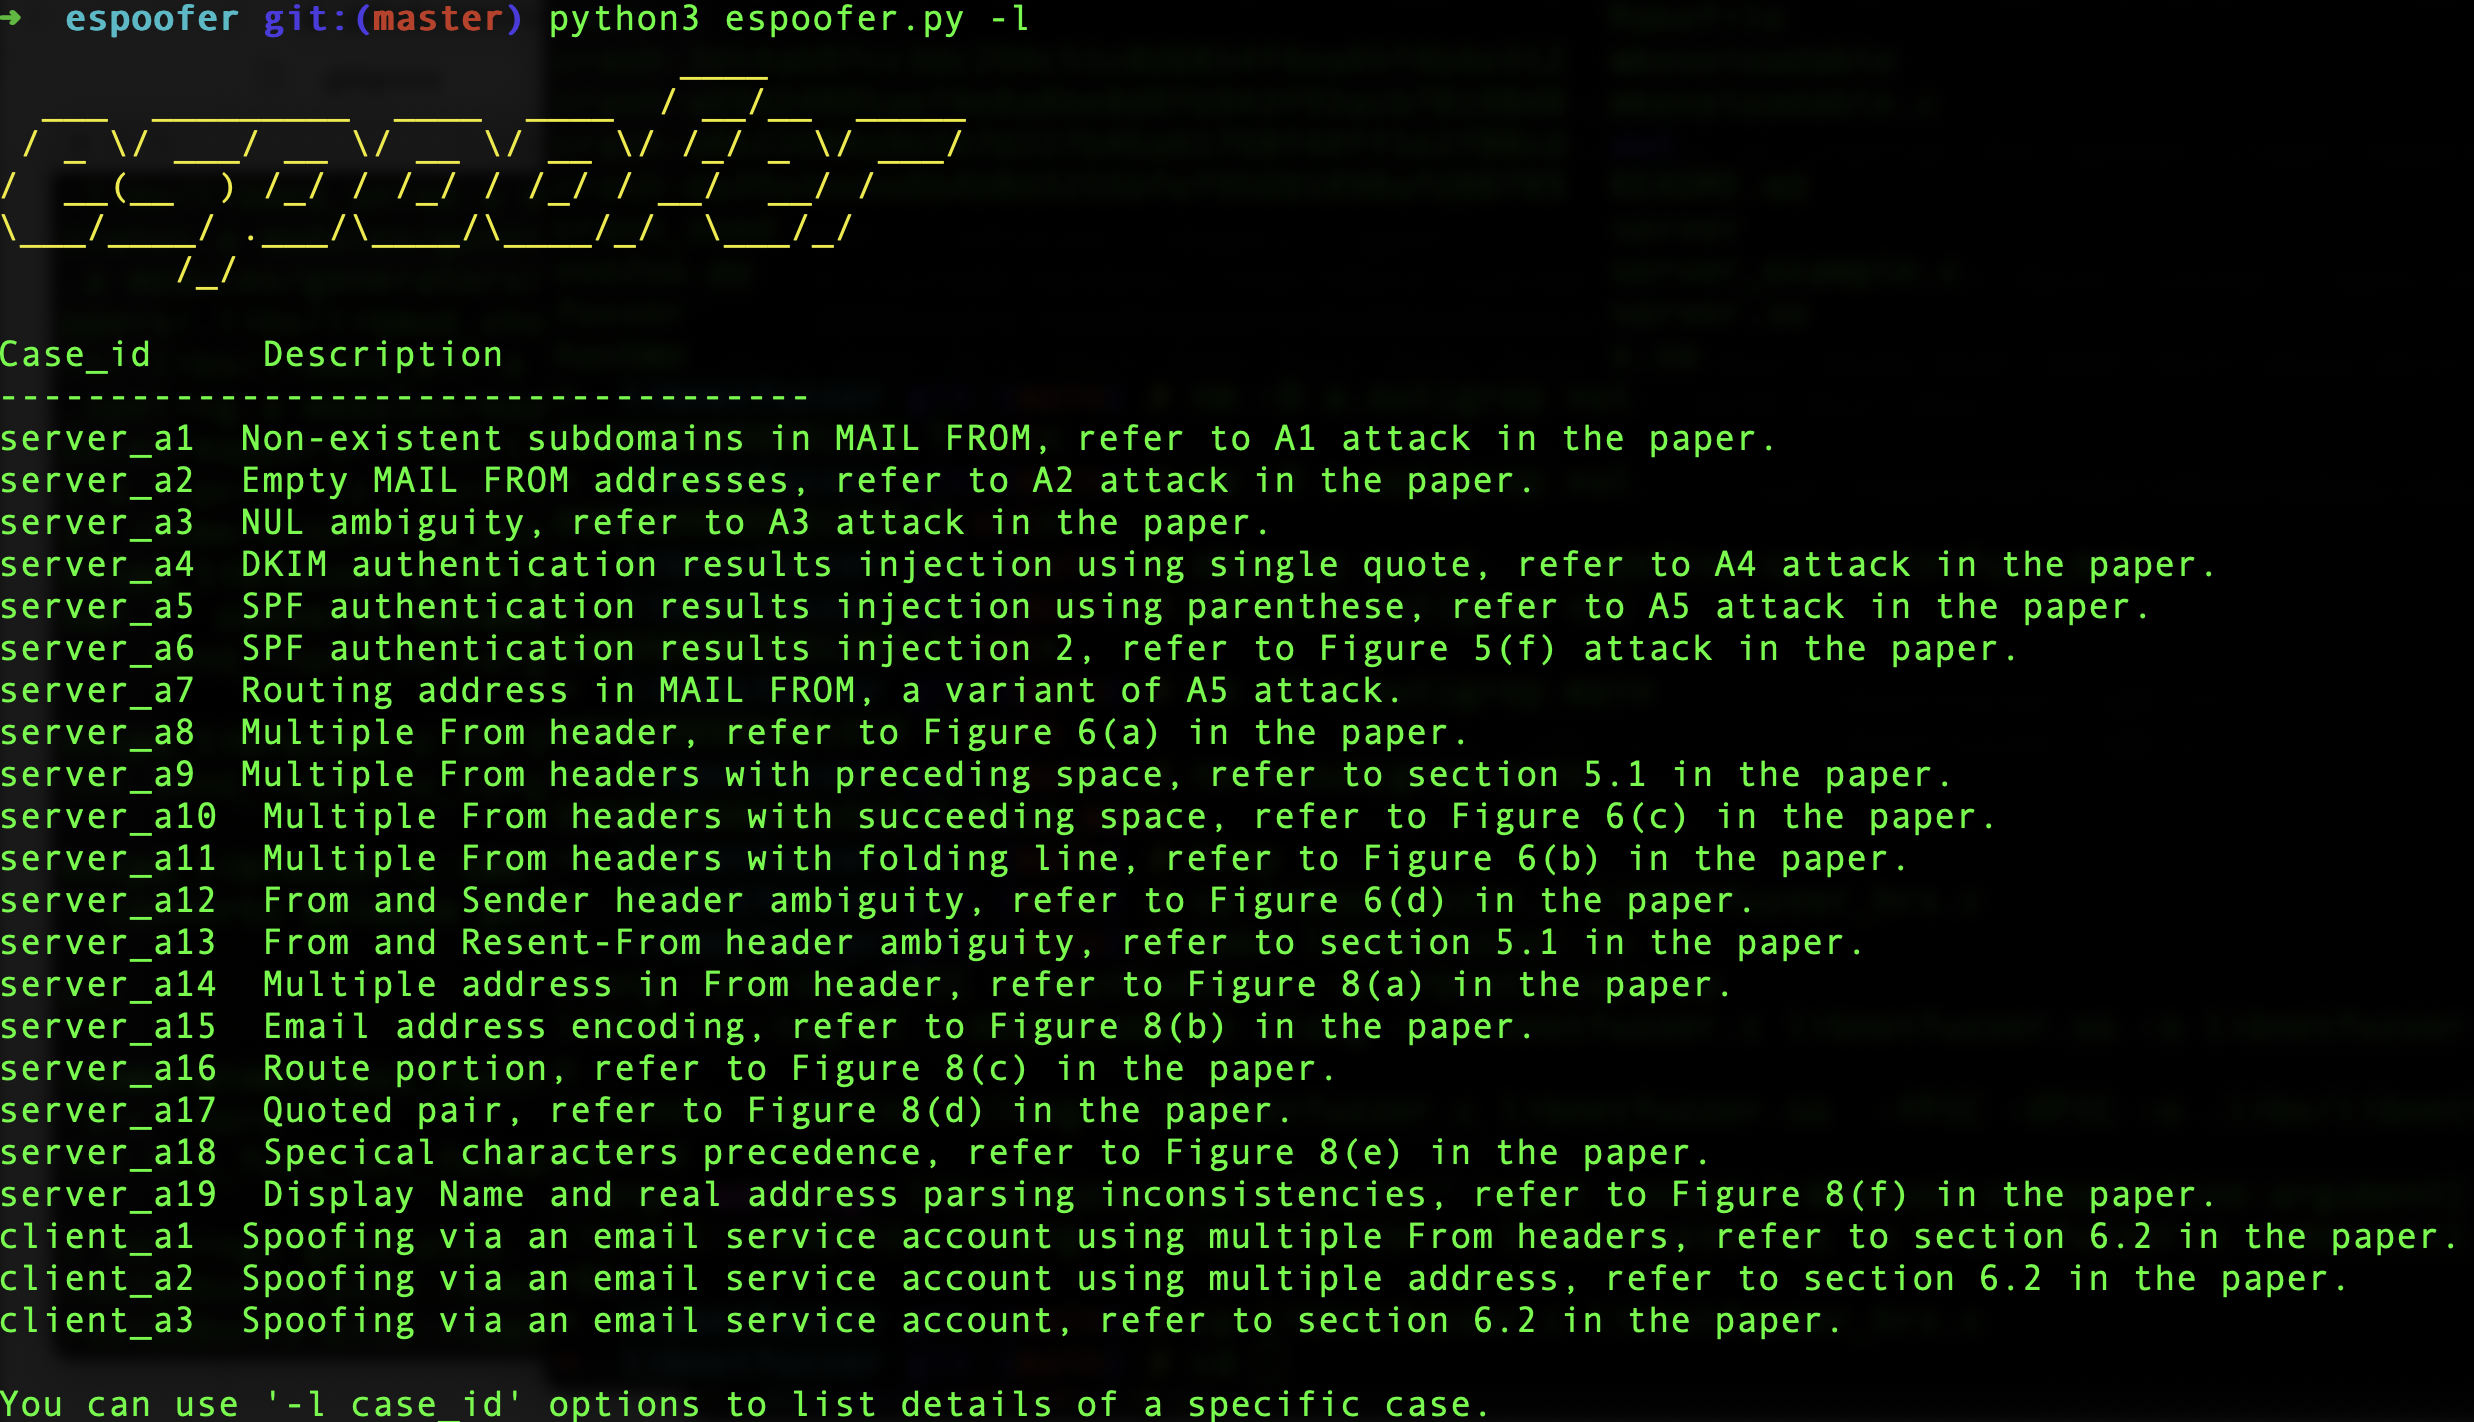 ➜ espoofer git:(master) python3 espoofer.py -l
espoofer
Case_id Description
-------------------------------------
server_a1 Non-existent subdomains in MAIL FROM, refer to A1 attack in the paper.
server_a2 Empty MAIL FROM addresses, refer to A2 attack in the paper.
server_a3 NUL ambiguity, refer to A3 attack in the paper.
server_a4 DKIM authentication results injection using single quote, refer to A4 attack in the paper.
server_a5 SPF authentication results injection using parenthese, refer to A5 attack in the paper.
server_a6 SPF authentication results injection 2, refer to Figure 5(f) attack in the paper.
server_a7 Routing address in MAIL FROM, a variant of A5 attack.
server_a8 Multiple From header, refer to Figure 6(a) in the paper.
server_a9 Multiple From headers with preceding space, refer to section 5.1 in the paper.
server_a10 Multiple From headers with succeeding space, refer to Figure 6(c) in the paper.
server_a11 Multiple From headers with folding line, refer to Figure 6(b) in the paper.
server_a12 From and Sender header ambiguity, refer to Figure 6(d) in the paper.
server_a13 From and Resent-From header ambiguity, refer to section 5.1 in the paper.
server_a14 Multiple address in From header, refer to Figure 8(a) in the paper.
server_a15 Email address encoding, refer to Figure 8(b) in the paper.
server_a16 Route portion, refer to Figure 8(c) in the paper.
server_a17 Quoted pair, refer to Figure 8(d) in the paper.
server_a18 Specical characters precedence, refer to Figure 8(e) in the paper.
server_a19 Display Name and real address parsing inconsistencies, refer to Figure 8(f) in the paper.
client_a1 Spoofing via an email service account using multiple From headers, refer to section 6.2 in the paper.
client_a2 Spoofing via an email service account using multiple address, refer to section 6.2 in the paper.
client_a3 Spoofing via an email service account, refer to section 6.2 in the paper.
You can use '-l case_id' options to list details of a specific case.